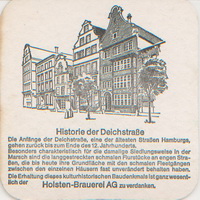 Historie der Deichstraße
Die Anfänge der Deichstraße, eine der ältesten Straßen Hamburgs,
gehen zurück bis zum Ende des 12. Jahrhunderts.
Besonders charakteristisch für die damalige Siedlungsweise in der
Marsch sind die langgestreckten schmalen Flurstücke an engen Stra-
ßen, die bis heute ihre Grundfläche mit den schmalen Fleetgängen
zwischen den einzelnen Häusern fast unverändert behalten haben.
Die Erhaltung dieses kulturhistorischen Baudenkmals ist ganz wesent-
lich der Holsten-Brauerei AG zu verdanken.